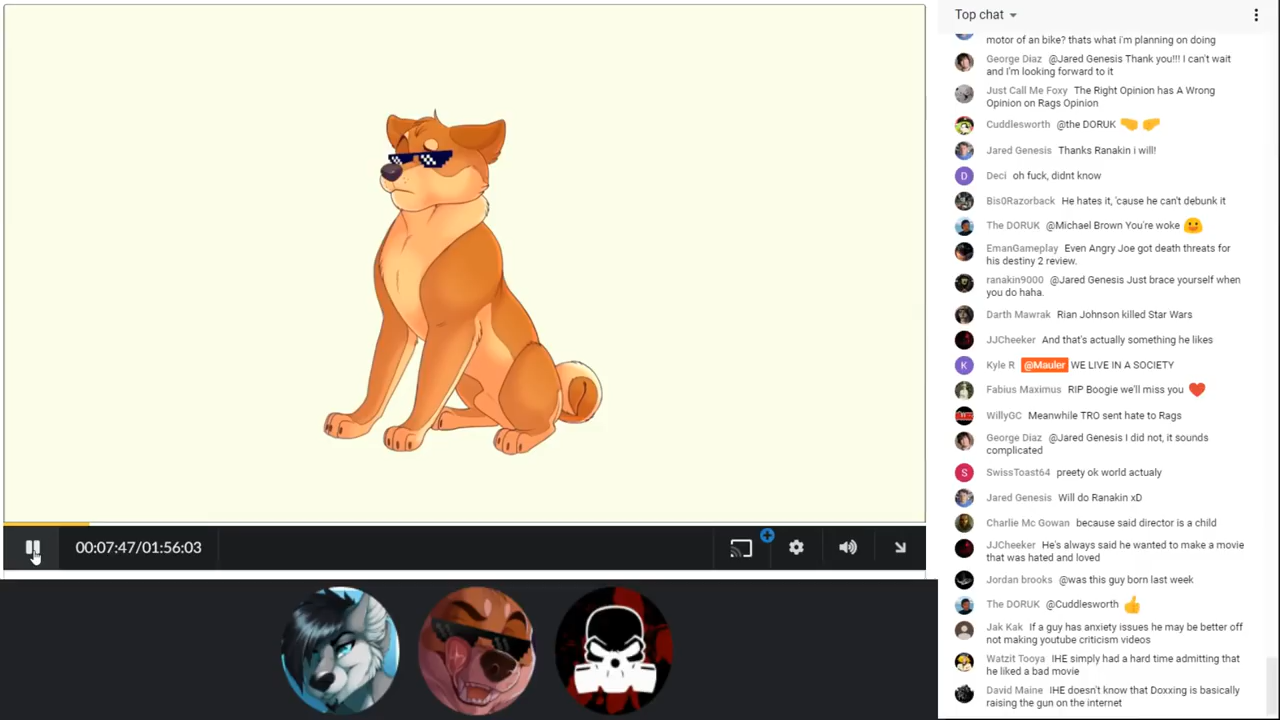 Top chat
motor of an bike? thats what i'm planning on doing
George Diaz @Jared Genesis Thank you!!! I can't wait
and I'm looking forward to it
Just Call Me Foxy The Right Opinion has A Wrong
Opinion on Rags Opinion
Cuddlesworth @the DORUK 🤜 🤛
Jared Genesis Thanks Ranakin i will!
D Deci oh fuck, didnt know
Bis0Razorback He hates it, 'cause he can't debunk it
The DORUK @Michael Brown You're woke
EmanGameplay Even Angry Joe got death threats for
his destiny 2 review.
ranakin9000 @Jared Genesis Just brace yourself when
you do haha.
Darth Mawrak Rian Johnson killed Star Wars
JJCheeker And that's actually something he likes
K Kyle R @Mauler WE LIVE IN A SOCIETY
Fabius Maximus RIP Boogie we'll miss you ❤
WillyGC Meanwhile TRO sent hate to Rags
George Diaz @Jared Genesis I did not, it sounds
complicated
S SwissToast64 preety ok world actualy
Jared Genesis Will do Ranakin xD
Charlie Mc Gowan because said director is a child
JJCheeker He's always said he wanted to make a movie
that was hated and loved
Jordan brooks @was this guy born last week
The DORUK @Cuddlesworth 👍
Jak Kak If a guy has anxiety issues he may be better off
not making youtube criticism videos
Watzit Tooya IHE simply had a hard time admitting that
he liked a bad movie
David Maine IHE doesn't know that Doxxing is basically
raising the gun on the internet
00:07:47/01:56:03